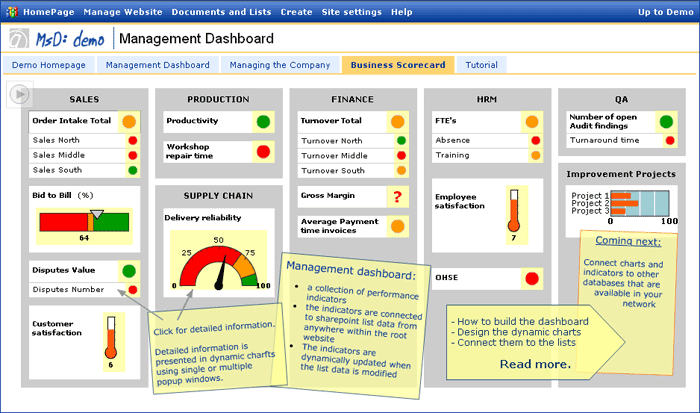 HomePage Manage Website Documents and Lists Create Site settings Help Up to Demo
MsD: demo Management Dashboard
Demo Homepage Management Dashboard Managing the Company Business Scorecard Tutorial
SALES
Order Intake Total
Sales North
Sales Middle
Sales South
Bid to Bill (%)
64
Disputes Value
Disputes Number
Customer
satisfaction
6
PRODUCTION
Productivity
Workshop
repair time
SUPPLY CHAIN
Delivery reliability
0 25 50 75 100
FINANCE
Turnover Total
Turnover North
Turnover Middle
Turnover South
Gross Margin ?
Average Payment
time invoices
HRM
FTE's
Absence
Training
Employee
satisfaction
7
OHSE
QA
Number of open
Audit findings
Turnaround time
Improvement Projects
Project 1
Project 2
Project 3
0 100
Click for detailed information.
Detailed information is
presented in dynamic charfts
using single or multiple
popup windows.
Management dashboard:
• a collection of performance
indicators
• the indicators are connected
to sharepoint list data from
anywhere within the root
website
• The indicators are
dynamically updated when
the list data is modified
- How to build the dashboard
- Design the dynamic charts
- Connect them to the lists
Read more.
Coming next:
Connect charts and
indicators to other
databases that are
available in your
network